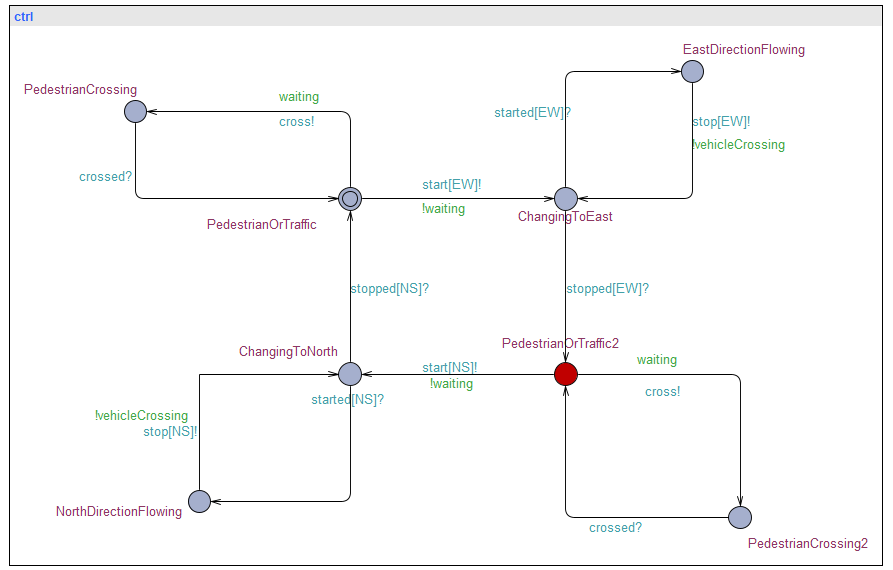 ctrl
EastDirectionFlowing
PedestrianCrossing
waiting
cross!
started[EW]?
stop[EW]!
!vehicleCrossing
crossed?
start[EW]!
!waiting
PedestrianOrTraffic
ChangingToEast
stopped[NS]?
stopped[EW]?
ChangingToNorth
PedestrianOrTraffic2
start[NS]!
!waiting
waiting
cross!
started[NS]?
!vehicleCrossing
stop[NS]!
NorthDirectionFlowing
crossed?
PedestrianCrossing2